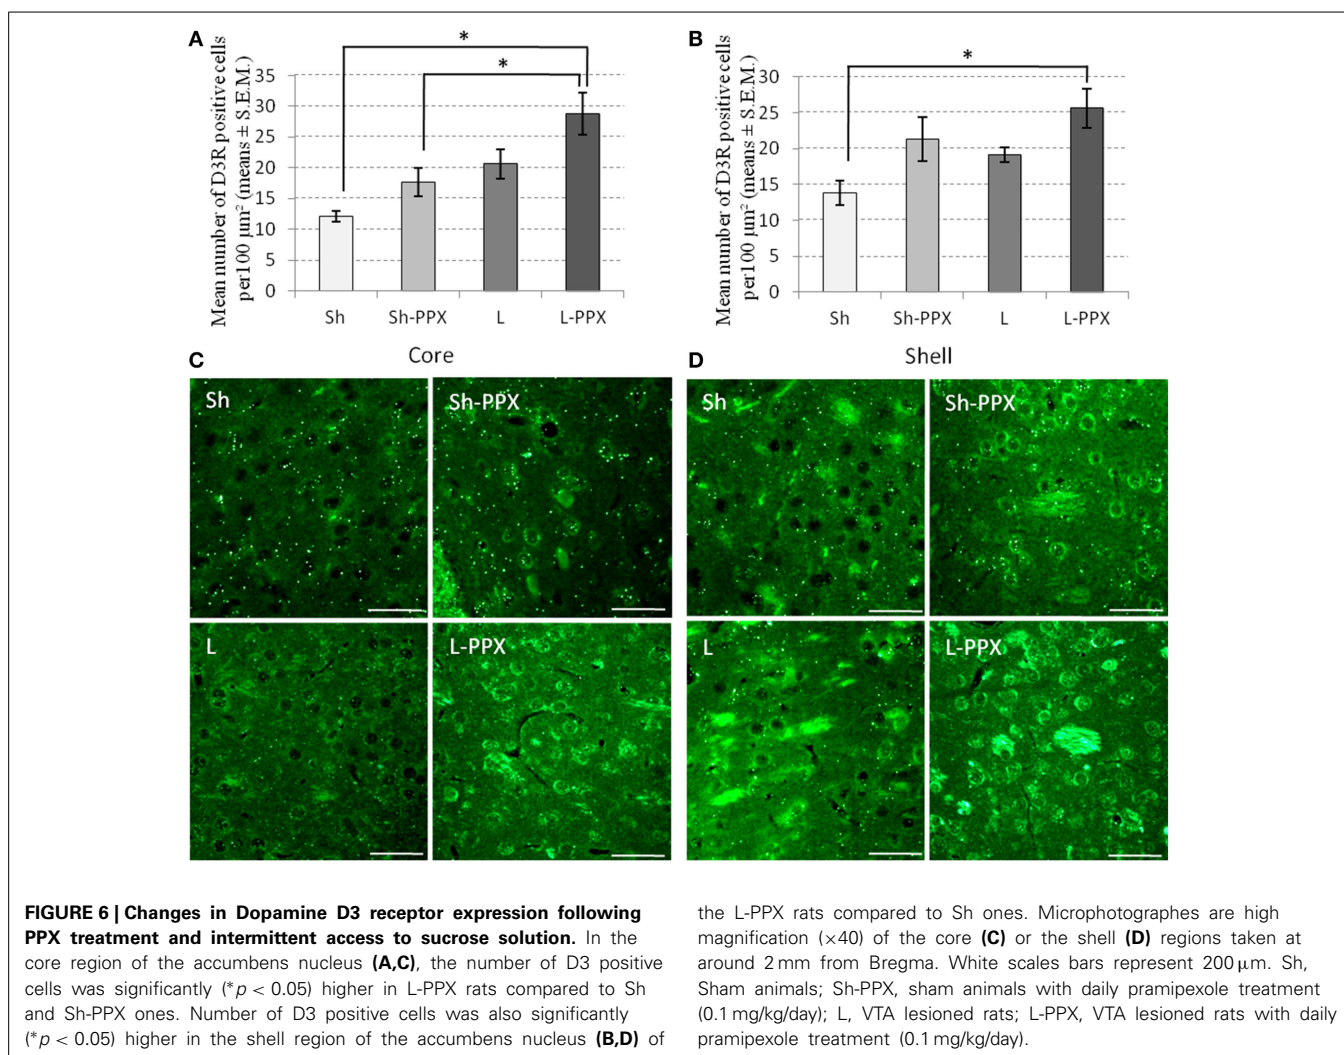 A
Mean number of D3R positive cells
per100 µm² (means ± S.E.M.)
*
*
35
30
25
20
15
10
5
0
Sh Sh-PPX L L-PPX
B
Mean number of D3R positive cells
per100 µm² (means ± S.E.M.)
*
30
25
20
15
10
5
0
Sh Sh-PPX L L-PPX
C Core
Sh Sh-PPX
L L-PPX
D Shell
Sh Sh-PPX
L L-PPX
FIGURE 6 | Changes in Dopamine D3 receptor expression following
PPX treatment and intermittent access to sucrose solution. In the
core region of the accumbens nucleus (A,C), the number of D3 positive
cells was significantly (*p < 0.05) higher in L-PPX rats compared to Sh
and Sh-PPX ones. Number of D3 positive cells was also significantly
(*p < 0.05) higher in the shell region of the accumbens nucleus (B,D) of
the L-PPX rats compared to Sh ones. Microphotographes are high
magnification (×40) of the core (C) or the shell (D) regions taken at
around 2 mm from Bregma. White scales bars represent 200 µm. Sh,
Sham animals; Sh-PPX, sham animals with daily pramipexole treatment
(0.1 mg/kg/day); L, VTA lesioned rats; L-PPX, VTA lesioned rats with daily
pramipexole treatment (0.1 mg/kg/day).